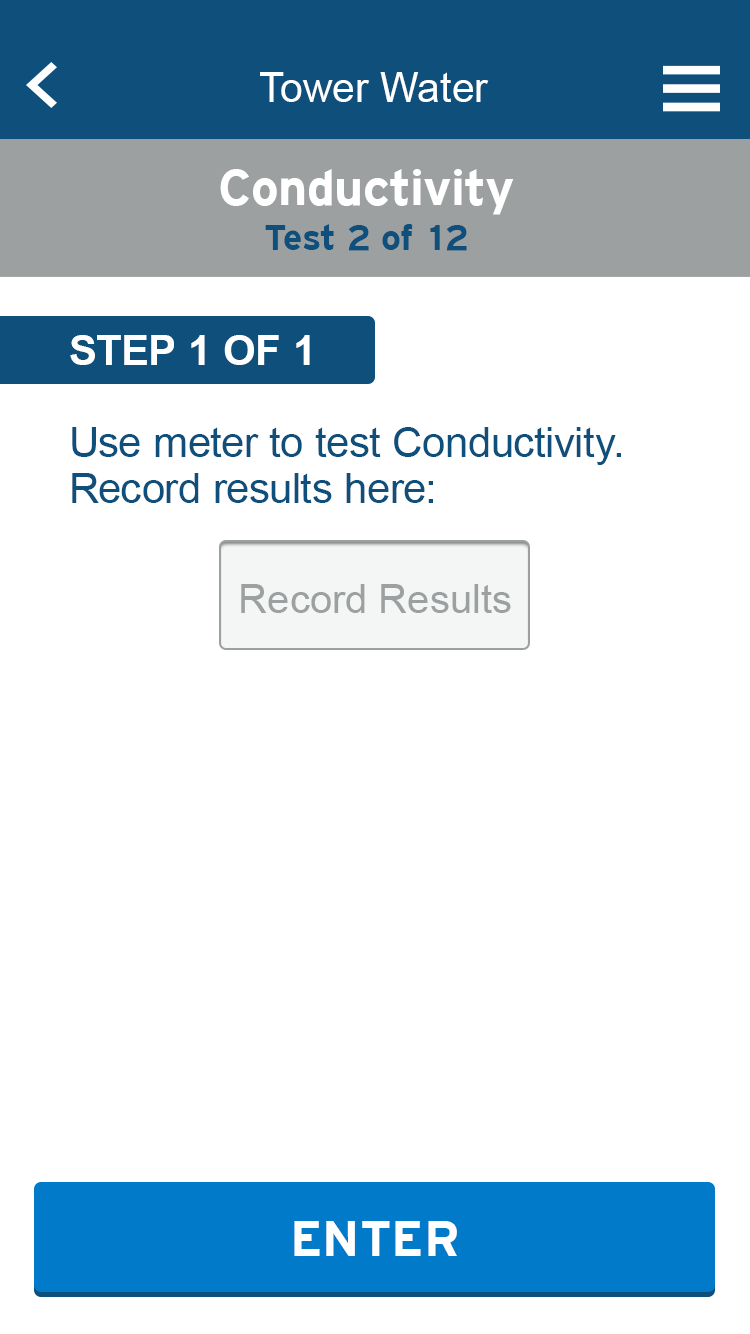 Tower Water
Conductivity
Test 2 of 12
STEP 1 OF 1
Use meter to test Conductivity.
Record results here:
Record Results
ENTER